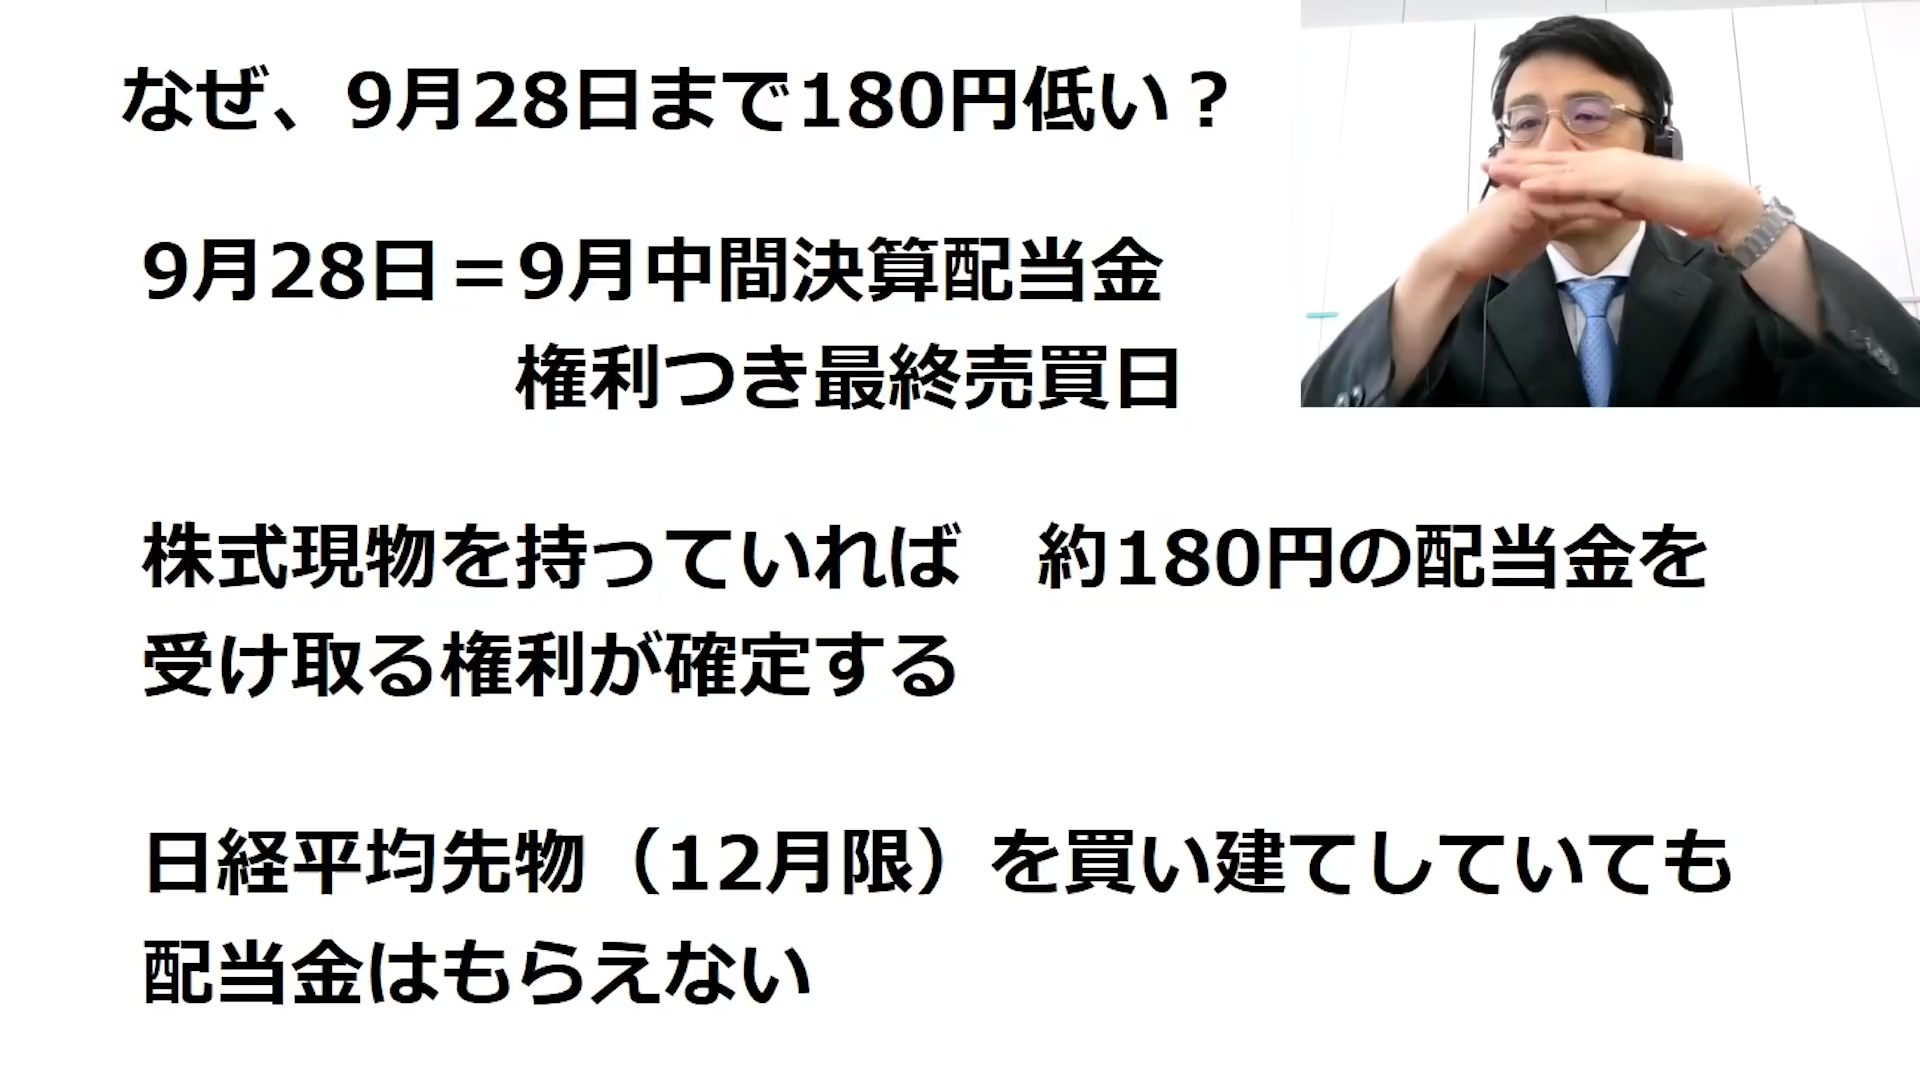 なぜ、9月28日まで180円低い？
9月28日＝9月中間決算配当金
権利つき最終売買日
株式現物を持っていれば　約180円の配当金を
受け取る権利が確定する
日経平均先物（12月限）を買い建てしていても
配当金はもらえない